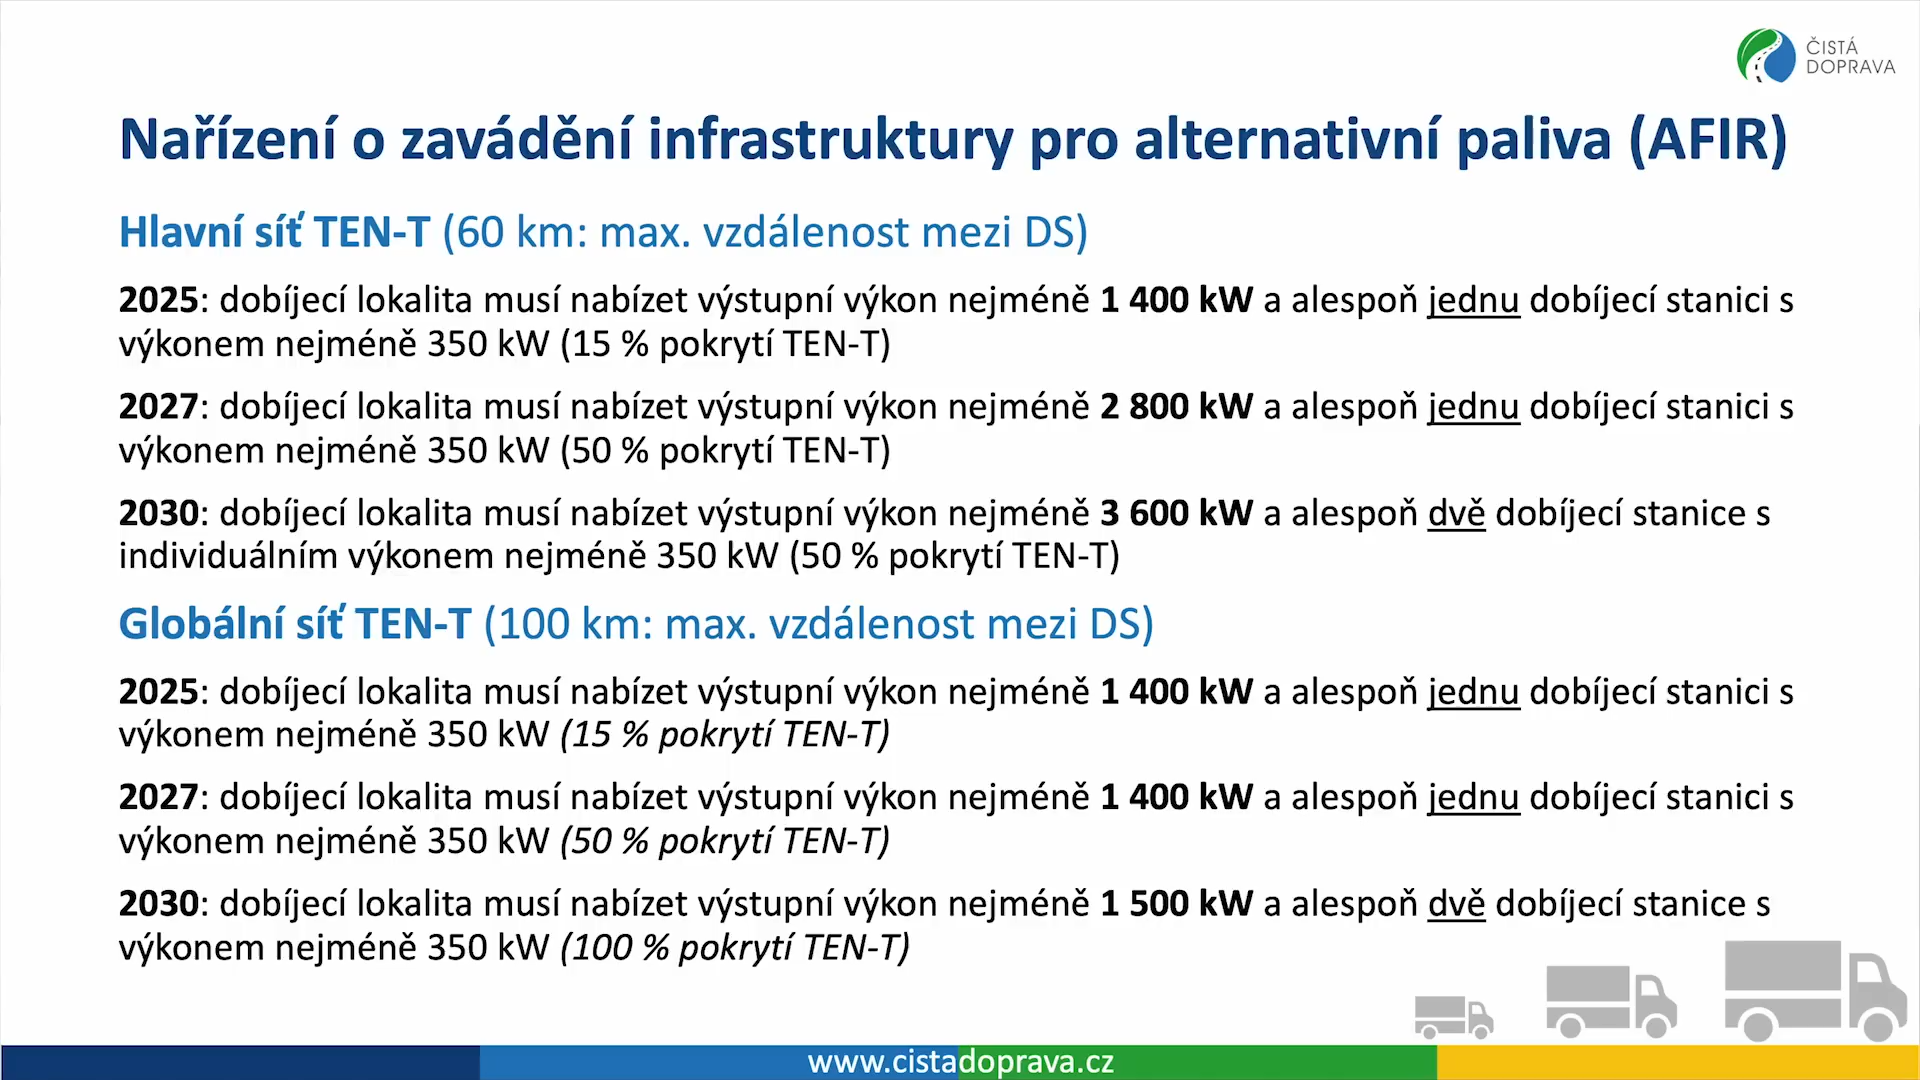 ČISTÁ
DOPRAVA
Nařízení o zavádění infrastruktury pro alternativní paliva (AFIR)
Hlavní síť TEN-T (60 km: max. vzdálenost mezi DS)
2025: dobíjecí lokalita musí nabízet výstupní výkon nejméně 1 400 kW a alespoň jednu dobíjecí stanici s
výkonem nejméně 350 kW (15 % pokrytí TEN-T)
2027: dobíjecí lokalita musí nabízet výstupní výkon nejméně 2 800 kW a alespoň jednu dobíjecí stanici s
výkonem nejméně 350 kW (50 % pokrytí TEN-T)
2030: dobíjecí lokalita musí nabízet výstupní výkon nejméně 3 600 kW a alespoň dvě dobíjecí stanice s
individuálním výkonem nejméně 350 kW (50 % pokrytí TEN-T)
Globální síť TEN-T (100 km: max. vzdálenost mezi DS)
2025: dobíjecí lokalita musí nabízet výstupní výkon nejméně 1 400 kW a alespoň jednu dobíjecí stanici s
výkonem nejméně 350 kW (15 % pokrytí TEN-T)
2027: dobíjecí lokalita musí nabízet výstupní výkon nejméně 1 400 kW a alespoň jednu dobíjecí stanici s
výkonem nejméně 350 kW (50 % pokrytí TEN-T)
2030: dobíjecí lokalita musí nabízet výstupní výkon nejméně 1 500 kW a alespoň dvě dobíjecí stanice s
výkonem nejméně 350 kW (100 % pokrytí TEN-T)
www.cistadoprava.cz